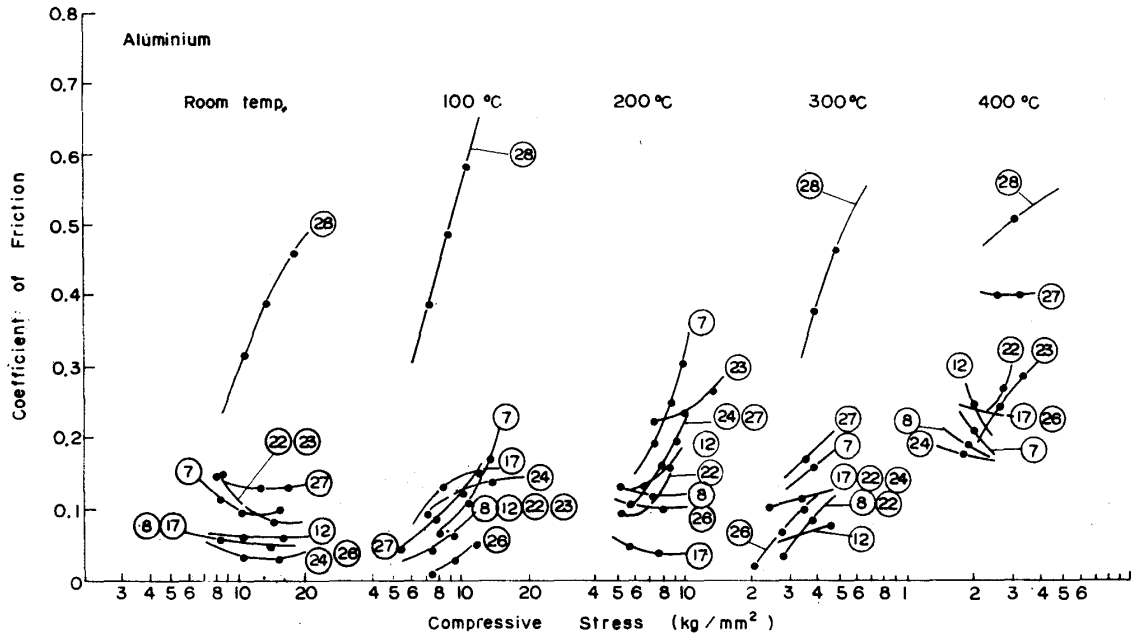 0.8
Aluminium
0.7
Room temp. 100 °C 200 °C 300 °C 400 °C
0.6
28
28 28
0.5
28
0.4
27
7
0.3
23 12 22 23
7 24 27
0.2
22 23 17 12 27 8 17 26
7 27 24 22 7 24 7
8 12 22 23 8 17 22 24
0.1
8 17 12 26 8 22
27 26 17 26 12
24 26
0
3 4 5 6 8 10 20 4 5 6 8 10 20 4 5 6 8 10 2 3 4 5 6 8 1 2 3 4 5 6
Coefficient of Friction
Compressive Stress (kg/mm²)